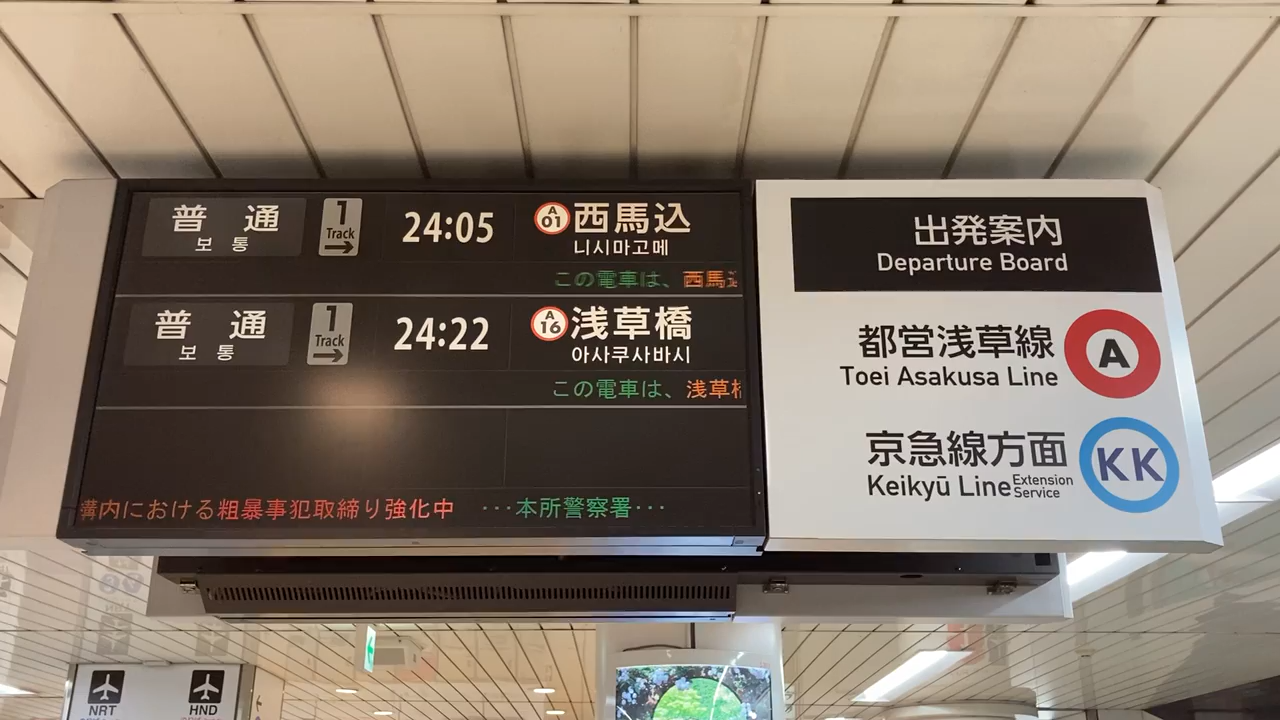 普通 1 24:05 A 01 西馬込
보통 Track 니시마고메
この電車は、西馬込
普通 1 24:22 A 16 浅草橋
보통 Track 아사쿠사바시
この電車は、浅草橋
構内における粗暴事犯取締り強化中 ・・・本所警察署・・・
出発案内
Departure Board
都営浅草線 A
Toei Asakusa Line
京急線方面 KK
Keikyū Line Extension Service
NRT HND